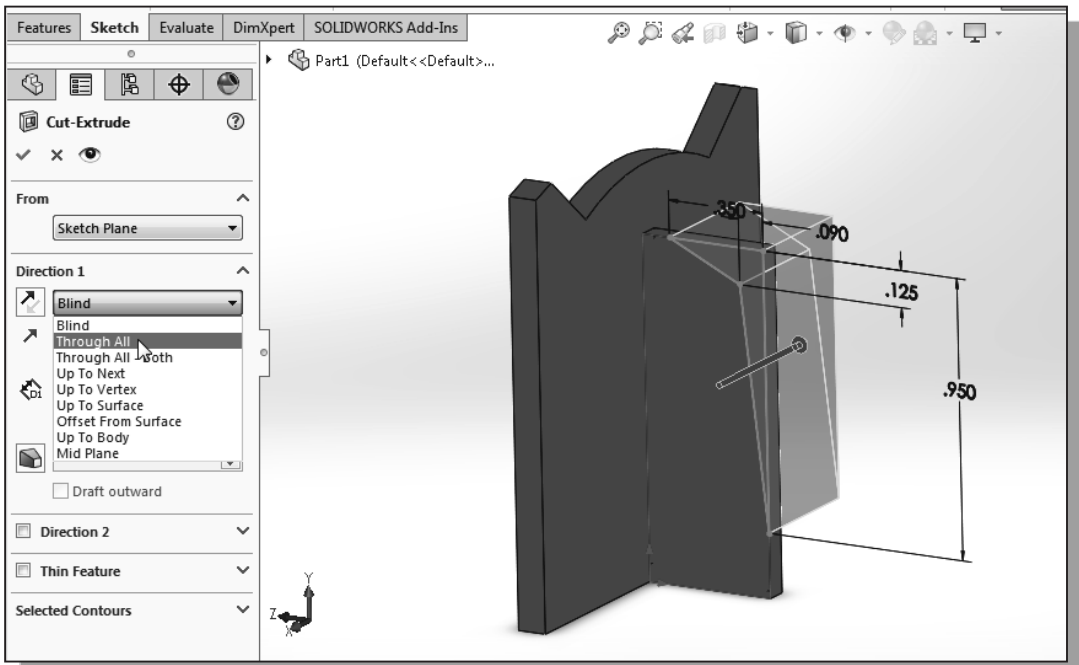 Features Sketch Evaluate DimXpert SOLIDWORKS Add-Ins
Part1 (Default<<Default>...
Cut-Extrude
From
Sketch Plane
Direction 1
Blind
Blind
Through All
Through All - Both
Up To Next
Up To Vertex
Up To Surface
Offset From Surface
Up To Body
Mid Plane
D1
Draft outward
Direction 2
Thin Feature
Selected Contours
.350
.090
.125
.950
Y
Z
X